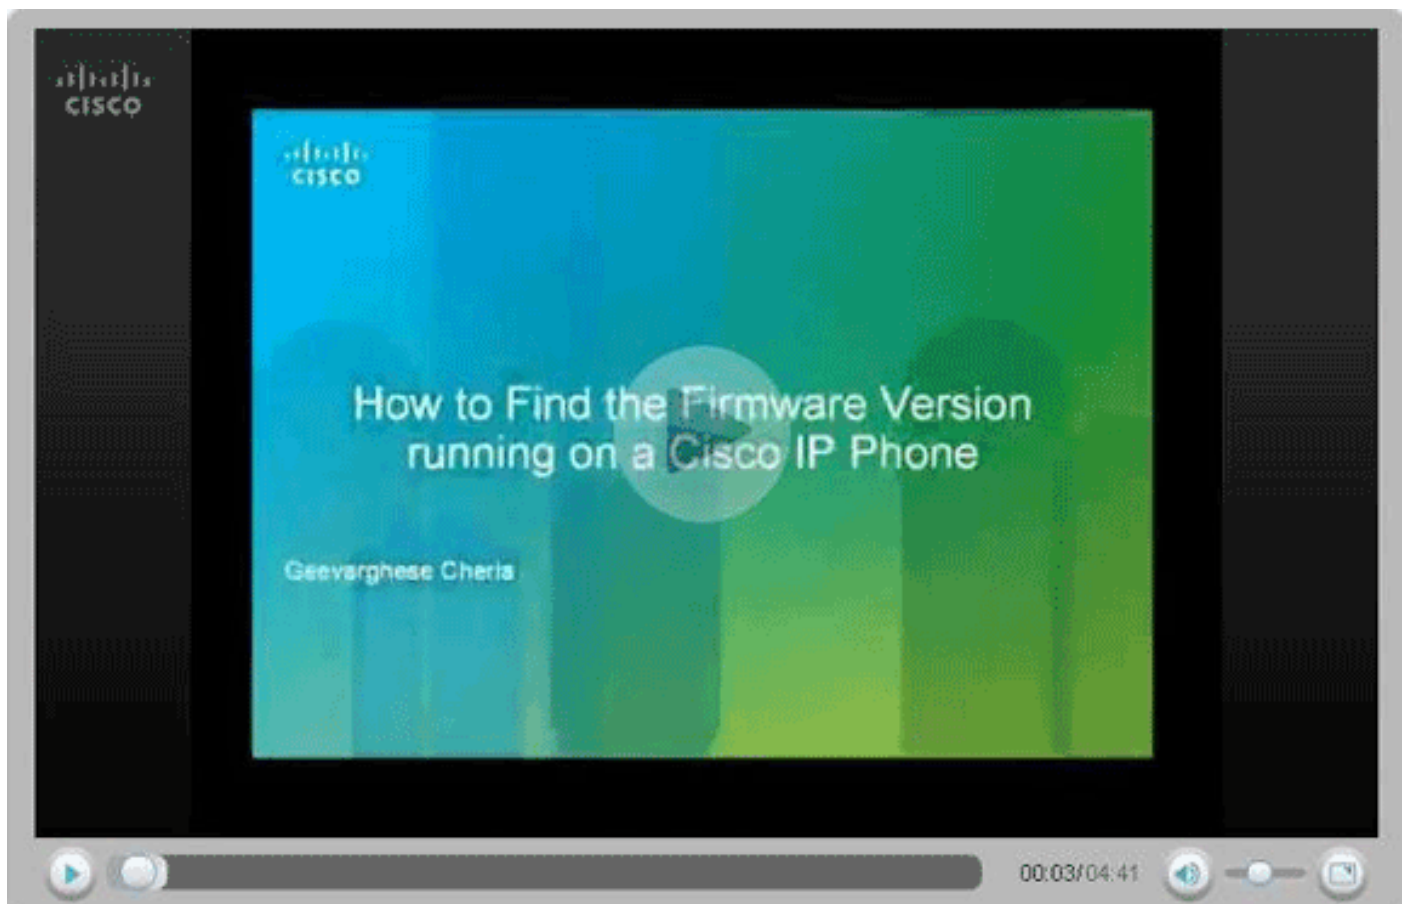 CISCO
CISCO
How to Find the Firmware Version
running on a Cisco IP Phone
Geevarghese Cheria
00:03/04:41